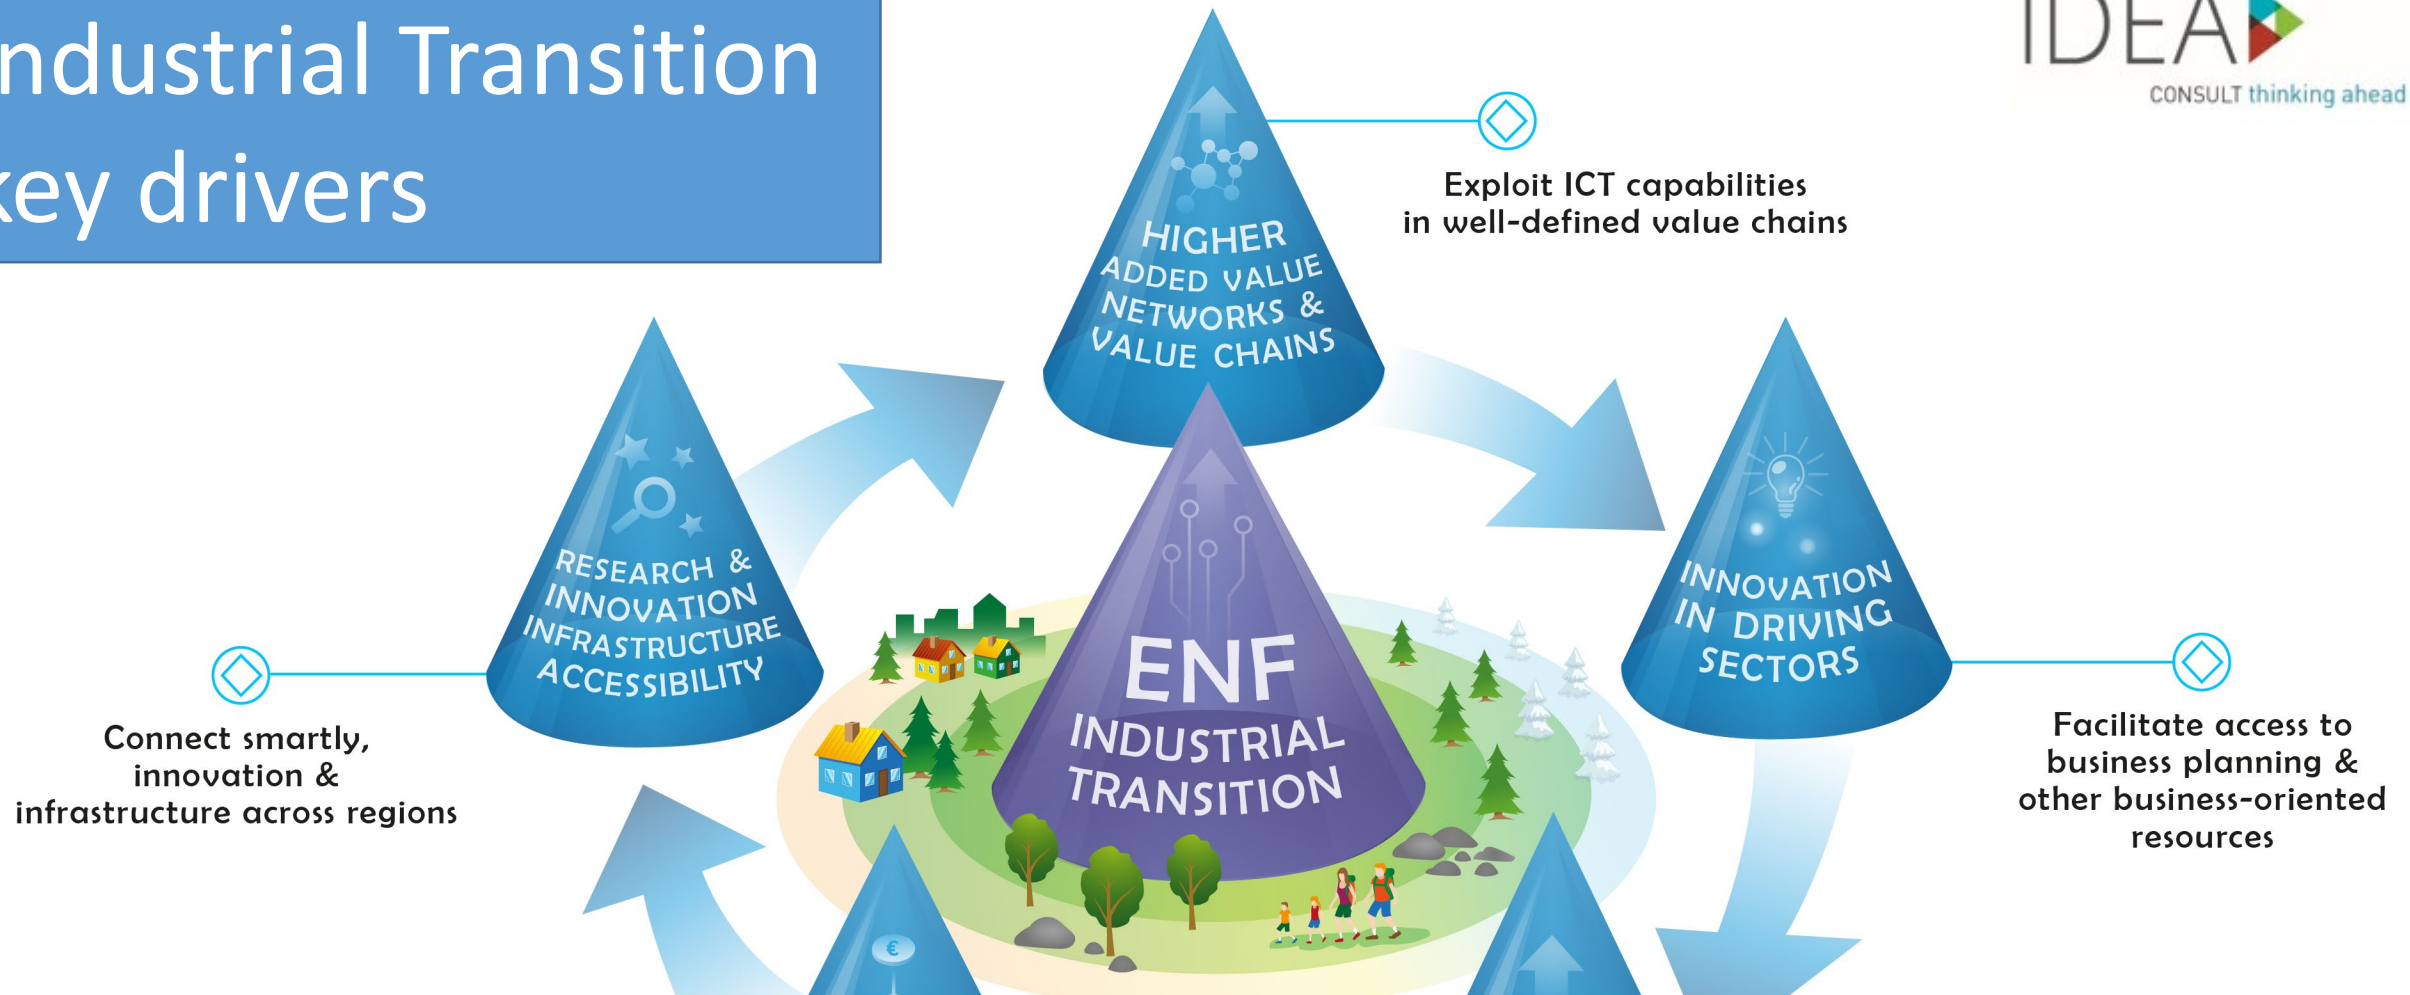 ndustrial Transition
key drivers
IDEA
CONSULT thinking ahead
Exploit ICT capabilities
in well-defined value chains
HIGHER
ADDED VALUE
NETWORKS &
VALUE CHAINS
RESEARCH &
INNOVATION
INFRASTRUCTURE
ACCESSIBILITY
INNOVATION
IN DRIVING
SECTORS
ENF
INDUSTRIAL
TRANSITION
Connect smartly,
innovation &
infrastructure across regions
Facilitate access to
business planning &
other business-oriented
resources
€